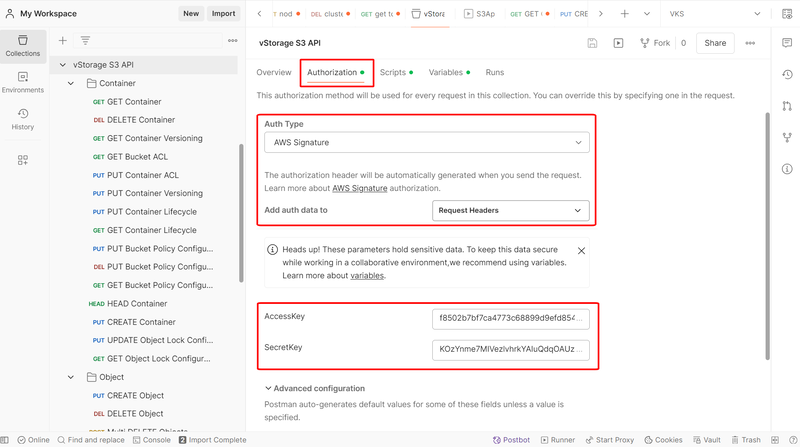 My Workspace
New
Import
nod
DEL cluste
GET get to
vStora
S3Ap
GET
PUT CRE
VKS
Collections
Environments
History
vStorage S3 API
Container
GET GET Container
DEL DELETE Container
GET GET Container Versioning
GET GET Bucket ACL
PUT PUT Container ACL
PUT PUT Container Versioning
PUT PUT Container Lifecycle
GET GET Container Lifecycle
PUT PUT Bucket Policy Configu...
DEL PUT Bucket Policy Configu...
GET PUT Bucket Policy Configu...
HEAD HEAD Container
PUT CREATE Container
PUT UPDATE Object Lock Confi...
GET GET Object Lock Configur...
Object
PUT CREATE Object
DEL DELETE Object
Multi DELETE Objects
vStorage S3 API
Fork
0
Share
Overview
Authorization
Scripts
Variables
Runs
This authorization method will be used for every request in this collection. You can override this by specifying one in the request.
Auth Type
AWS Signature
The authorization header will be automatically generated when you send the request.
Learn more about AWS Signature authorization.
Add auth data to
Request Headers
Heads up! These parameters hold sensitive data. To keep this data secure
while working in a collaborative environment,we recommend using variables.
Learn more about variables.
AccessKey
f8502b7bf7ca4773c68899d9efd854...
SecretKey
KOzYnme7MIVezlvhrkYAluQdqOAUz...
Advanced configuration
Postman auto-generates default values for some of these fields unless a value is
specified.
Online
Find and replace
Console
2 Import Complete
Postbot
Runner
Start Proxy
Cookies
Vault
Trash